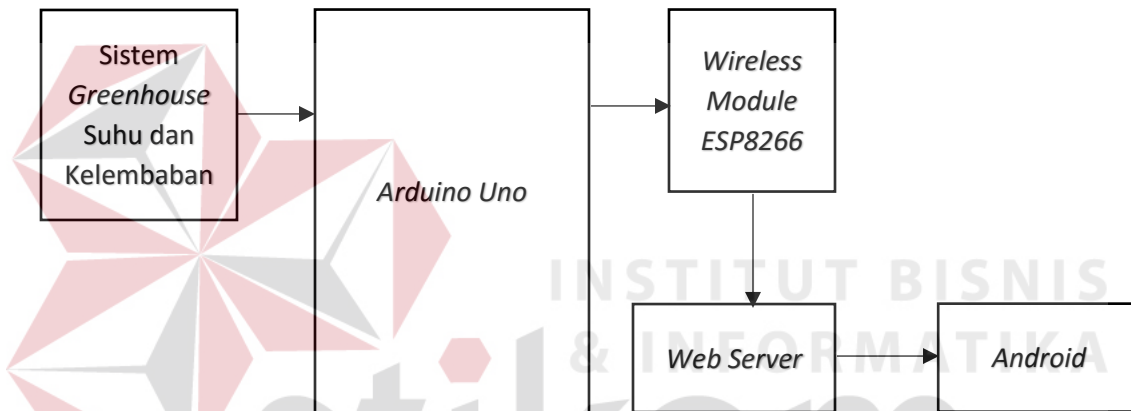 Sistem
Greenhouse
Suhu dan
Kelembaban
Arduino Uno
Wireless
Module
ESP8266
INSTITUT BISNIS
& INFORMATIKA
Web Server
Android